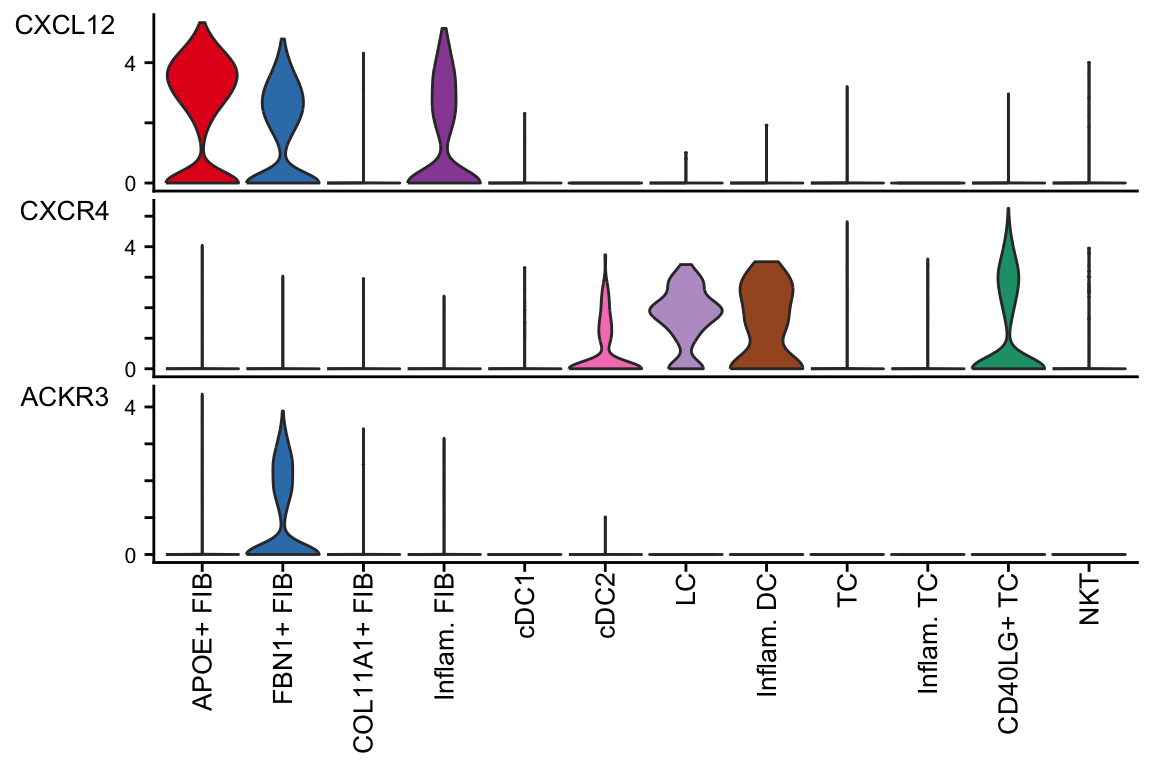 CXCL12
4
0
CXCR4
4
0
ACKR3
4
0
APOE+ FIB
FBN1+ FIB
COL11A1+ FIB
Inflam. FIB
cDC1
cDC2
LC
Inflam. DC
TC
Inflam. TC
CD40LG+ TC
NKT